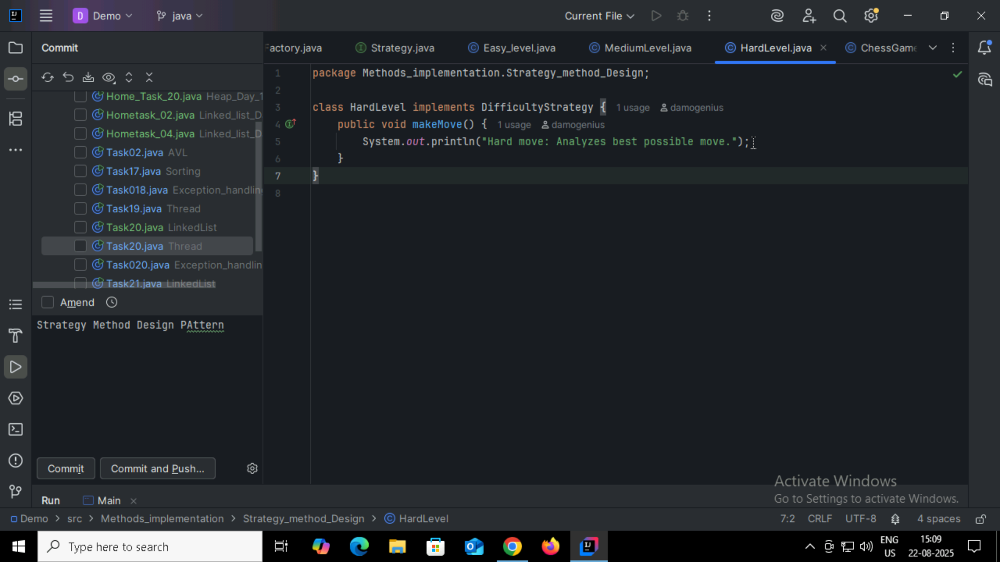 D Demo java Current File
Commit
Factory.java Strategy.java Easy_level.java MediumLevel.java HardLevel.java ChessGame
Home_Task_20.java Heap_Day_1
Hometask_02.java Linked_list_D
Hometask_04.java Linked_list_D
Task02.java AVL
Task17.java Sorting
Task018.java Exception_handling
Task19.java Thread
Task20.java LinkedList
Task20.java Thread
Task020.java Exception_handlin
Task21.java LinkedList
Amend
Strategy Method Design PAttern
Commit Commit and Push...
1 package Methods_implementation.Strategy_method_Design;
2
3 class HardLevel implements DifficultyStrategy { 1 usage damogenius
4 public void makeMove() { 1 usage damogenius
5 System.out.println("Hard move: Analyzes best possible move.");
6 }
7 }
8
Activate Windows
Go to Settings to activate Windows.
Run Main
Demo > src > Methods_implementation > Strategy_method_Design > HardLevel 7:2 CRLF UTF-8 4 spaces
Type here to search
ENG
US
15:09
22-08-2025